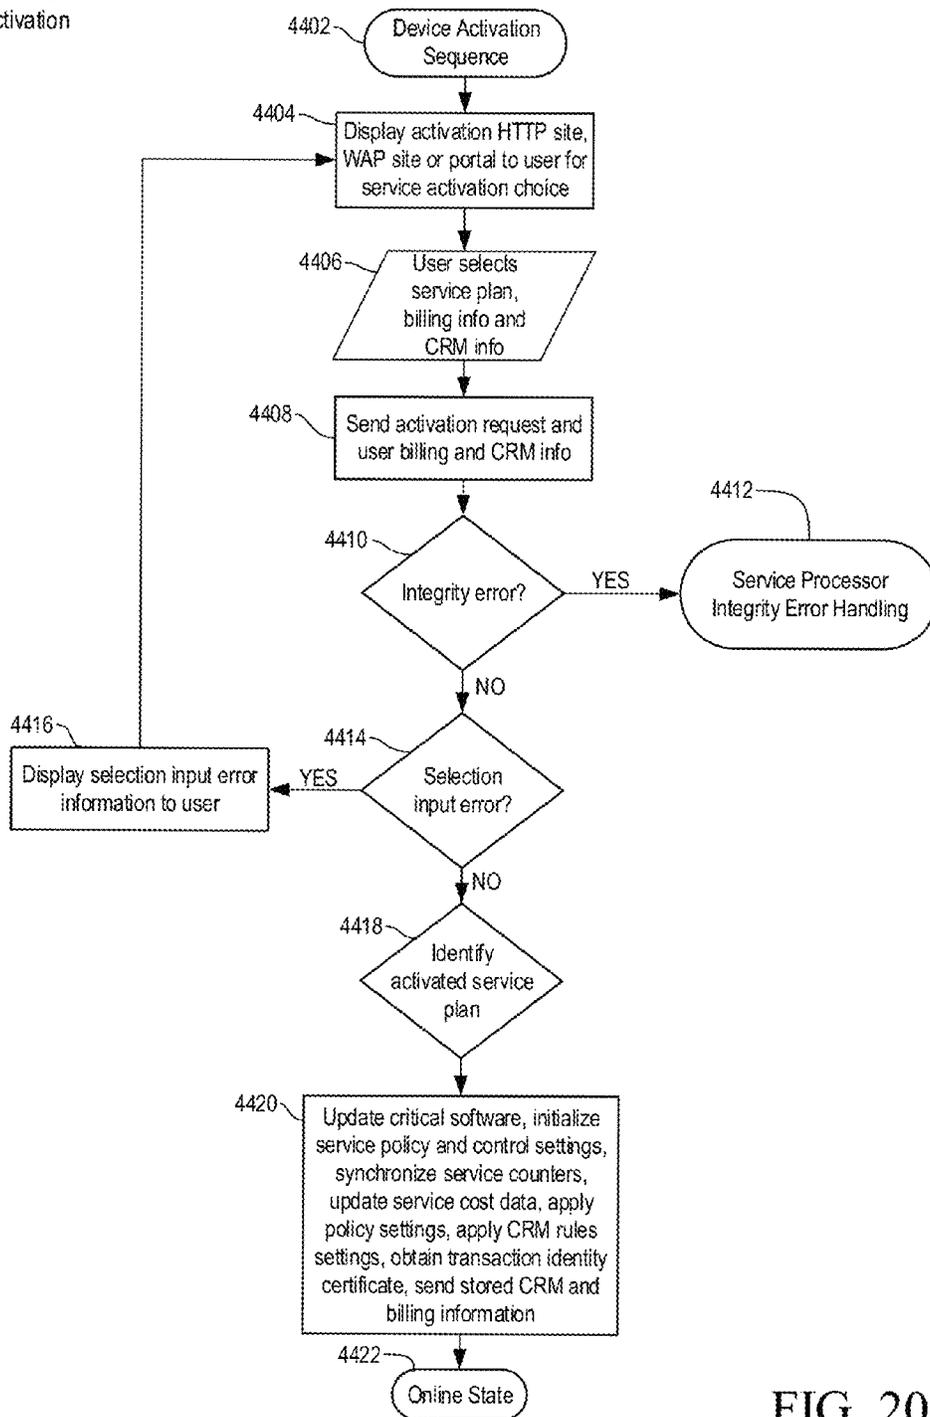 ctivation
4402
Device Activation
Sequence
4404
Display activation HTTP site,
WAP site or portal to user for
service activation choice
4406
User selects
service plan,
billing info and
CRM info
4408
Send activation request and
user billing and CRM info
4410
Integrity error?
YES
4412
Service Processor
Integrity Error Handling
NO
4414
Selection
input error?
YES
4416
Display selection input error
information to user
NO
4418
Identify
activated service
plan
4420
Update critical software, initialize
service policy and control settings,
synchronize service counters,
update service cost data, apply
policy settings, apply CRM rules
settings, obtain transaction identity
certificate, send stored CRM and
billing information
4422
Online State
FIG. 20